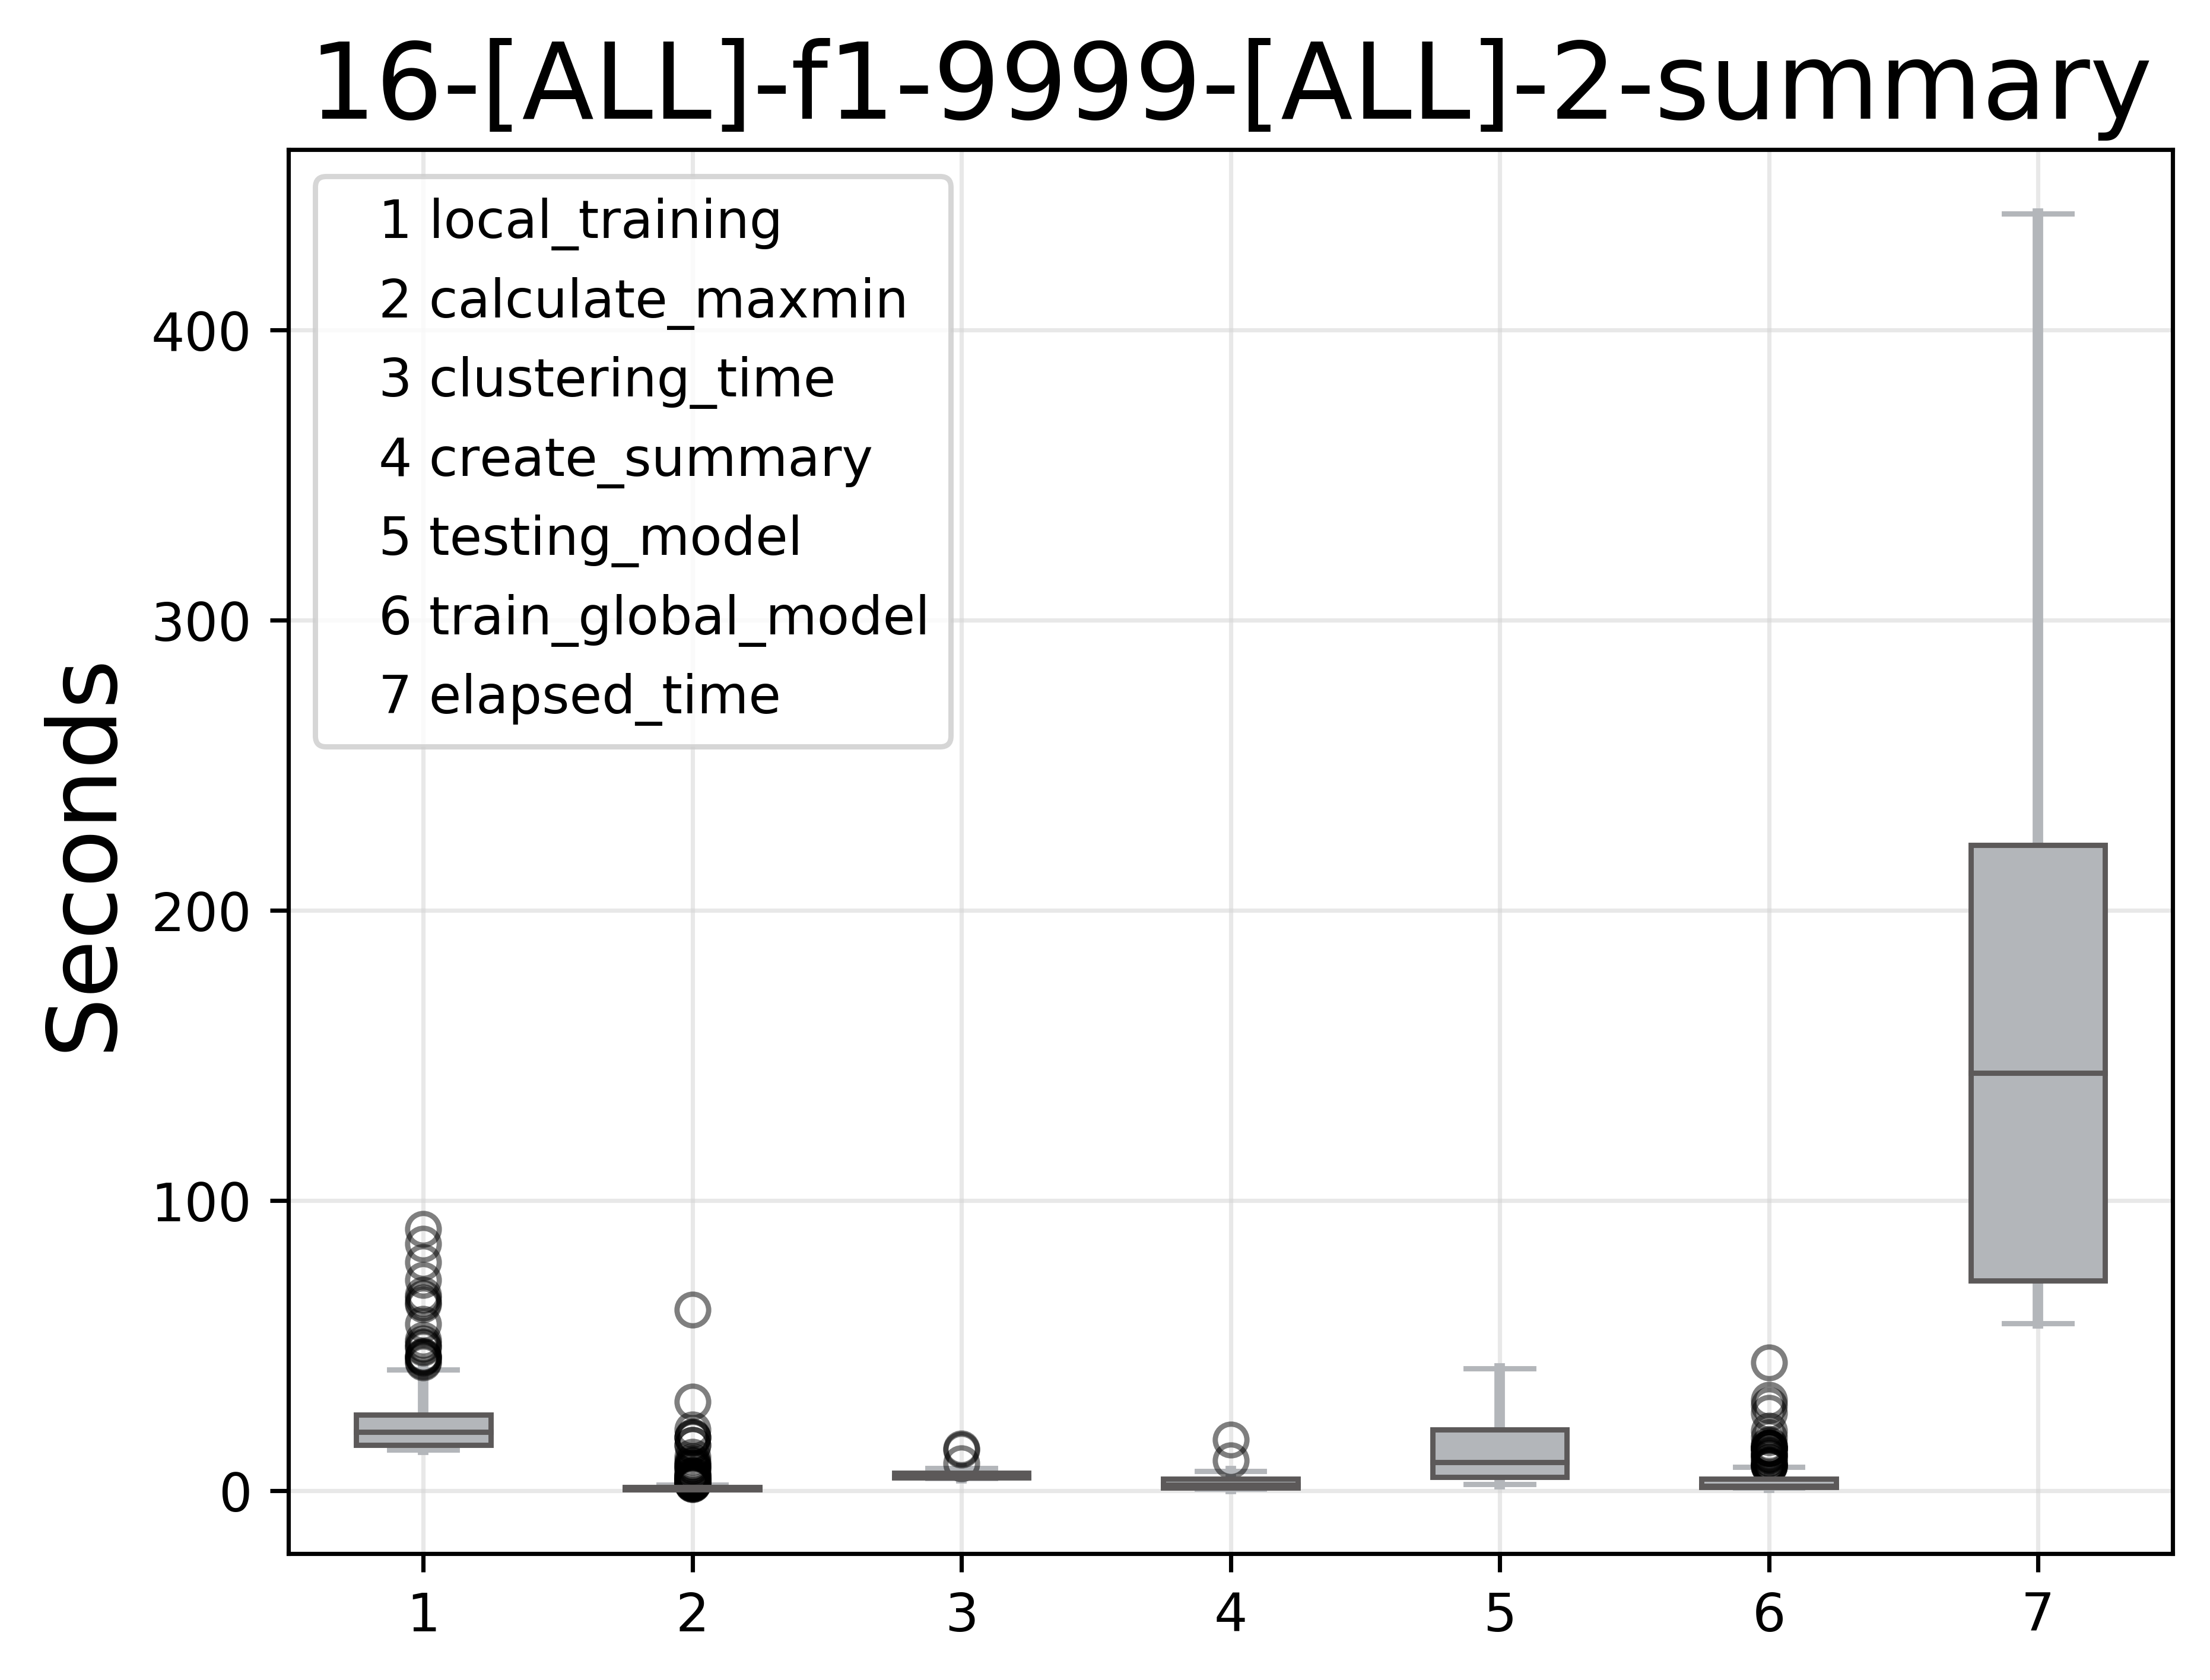 16-[ALL]-f1-9999-[ALL]-2-summary
1 local_training
2 calculate_maxmin
3 clustering_time
4 create_summary
5 testing_model
6 train_global_model
7 elapsed_time
Seconds
400
300
200
100
0
1 2 3 4 5 6 7